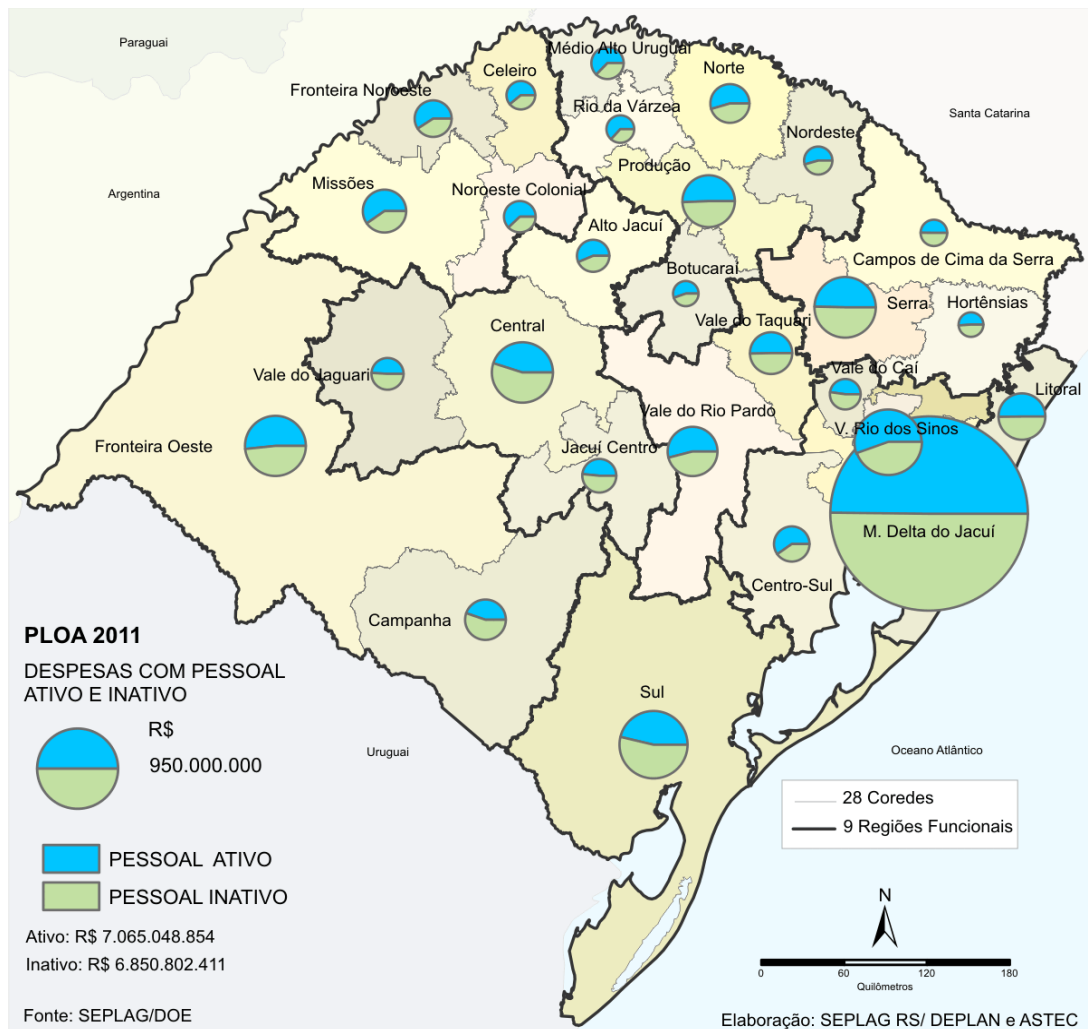 Paraguai
Médio Alto Uruguai
Celeiro
Norte
Fronteira Noroeste
Rio da Várzea
Santa Catarina
Nordeste
Produção
Argentina
Missões
Noroeste Colonial
Alto Jacuí
Botucaraí
Campos de Cima da Serra
Serra
Hortênsias
Central
Vale do Taquari
Vale do Jaguari
Vale do Caí
Litoral
Vale do Rio Pardo
V. Rio dos Sinos
Fronteira Oeste
Jacuí Centro
M. Delta do Jacuí
Centro-Sul
Campanha
PLOA 2011
DESPESAS COM PESSOAL
ATIVO E INATIVO
R$
950.000.000
Sul
Uruguai
Oceano Atlântico
28 Coredes
9 Regiões Funcionais
PESSOAL ATIVO
PESSOAL INATIVO
Ativo: R$ 7.065.048.854
Inativo: R$ 6.850.802.411
N
0 60 120 180
Quilômetros
Fonte: SEPLAG/DOE
Elaboração: SEPLAG RS/ DEPLAN e ASTEC